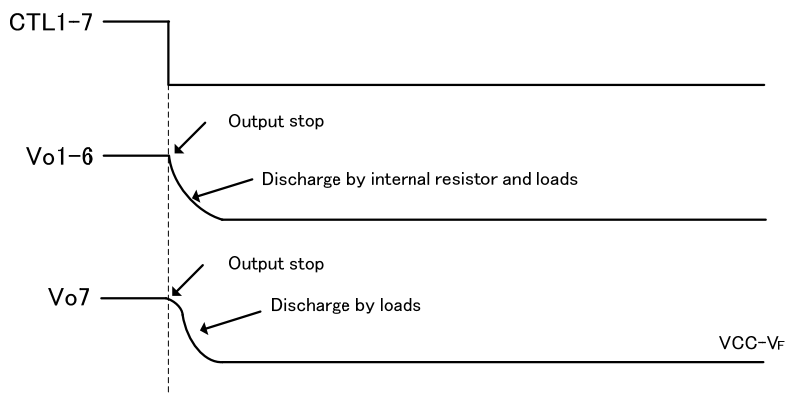 CTL1-7
Output stop
Vo1-6
Discharge by internal resistor and loads
Output stop
Vo7
Discharge by loads
VCC-VF